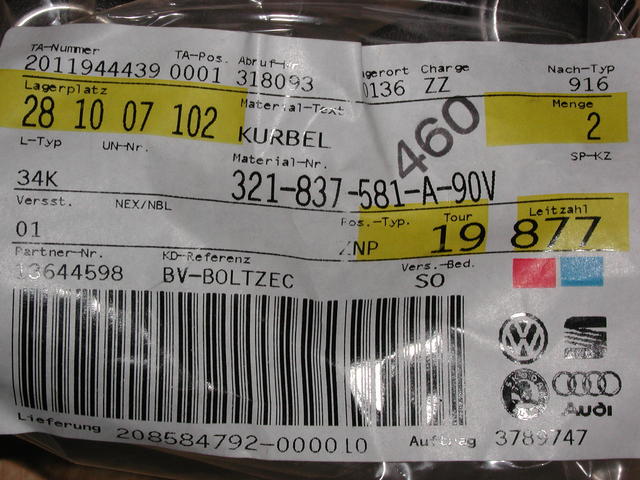 TA-Nummer TA-Pos. Abruf-Nr. Charge Nach-Typ
2011944439 0001 318093 0136 ZZ 916
Lagerplatz Material-Text Menge
28 10 07 102 KURBEL 460 2
L-Typ UN-Nr. Material-Nr. SP-KZ
34K 321-837-581-A-90V
Versst. NEX/NBL Pos.-Typ. Tour Leitzahl
01 ZNP 19 877
Partner-Nr. KD-Referenz Vers.-Bed.
13644598 BV-BOLTZEC SO
Audi
Lieferung 208584792-000010 Auftrag 3789747